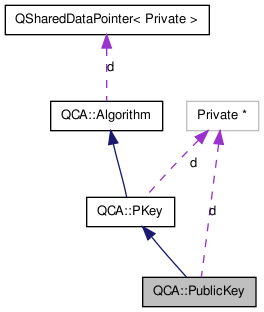 QSharedDataPointer< Private >
d
QCA::Algorithm
Private *
d
QCA::PKey
d
QCA::PublicKey